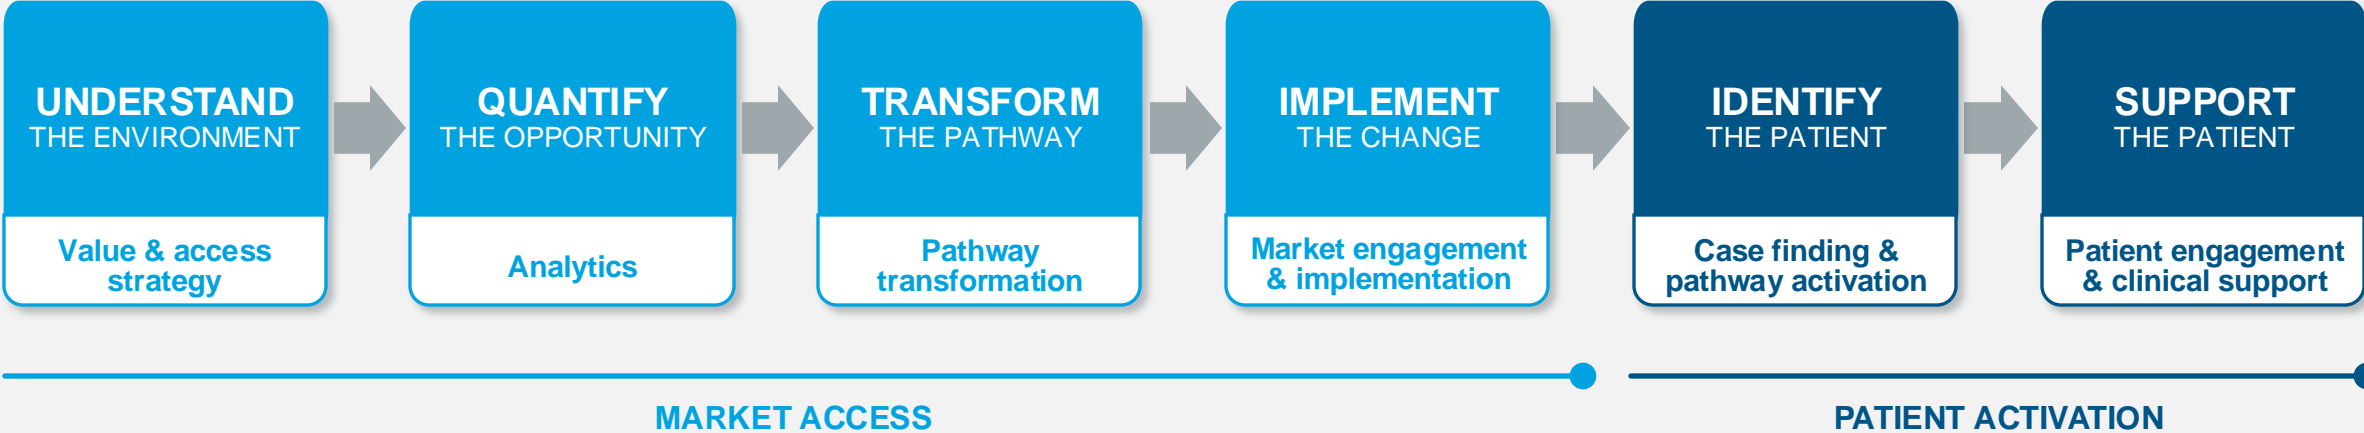 UNDERSTAND
THE ENVIRONMENT
Value & access
strategy
QUANTIFY
THE OPPORTUNITY
Analytics
TRANSFORM
THE PATHWAY
Pathway
transformation
IMPLEMENT
THE CHANGE
Market engagement
& implementation
IDENTIFY
THE PATIENT
Case finding &
pathway activation
SUPPORT
THE PATIENT
Patient engagement
& clinical support
MARKET ACCESS
PATIENT ACTIVATION